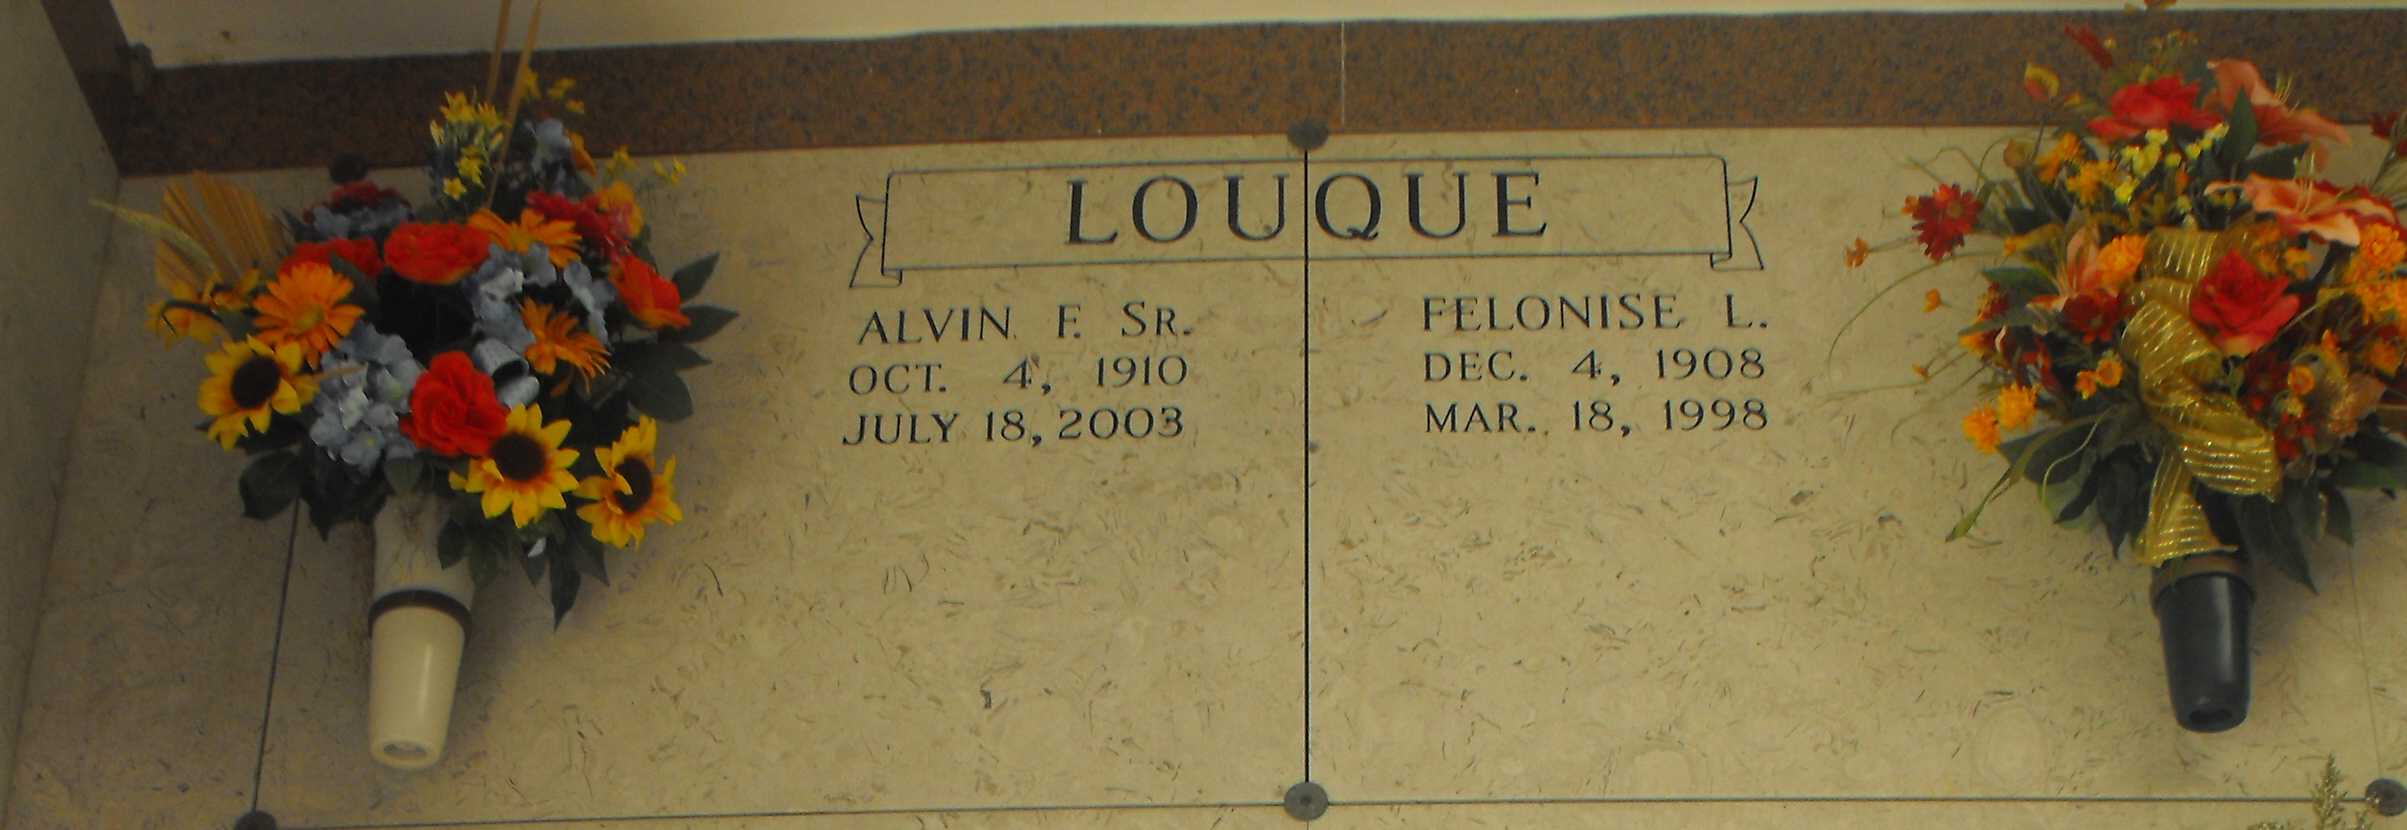 LOUQUE
ALVIN F. SR.
OCT. 4, 1910
JULY 18, 2003
FELONISE L.
DEC. 4, 1908
MAR. 18, 1998